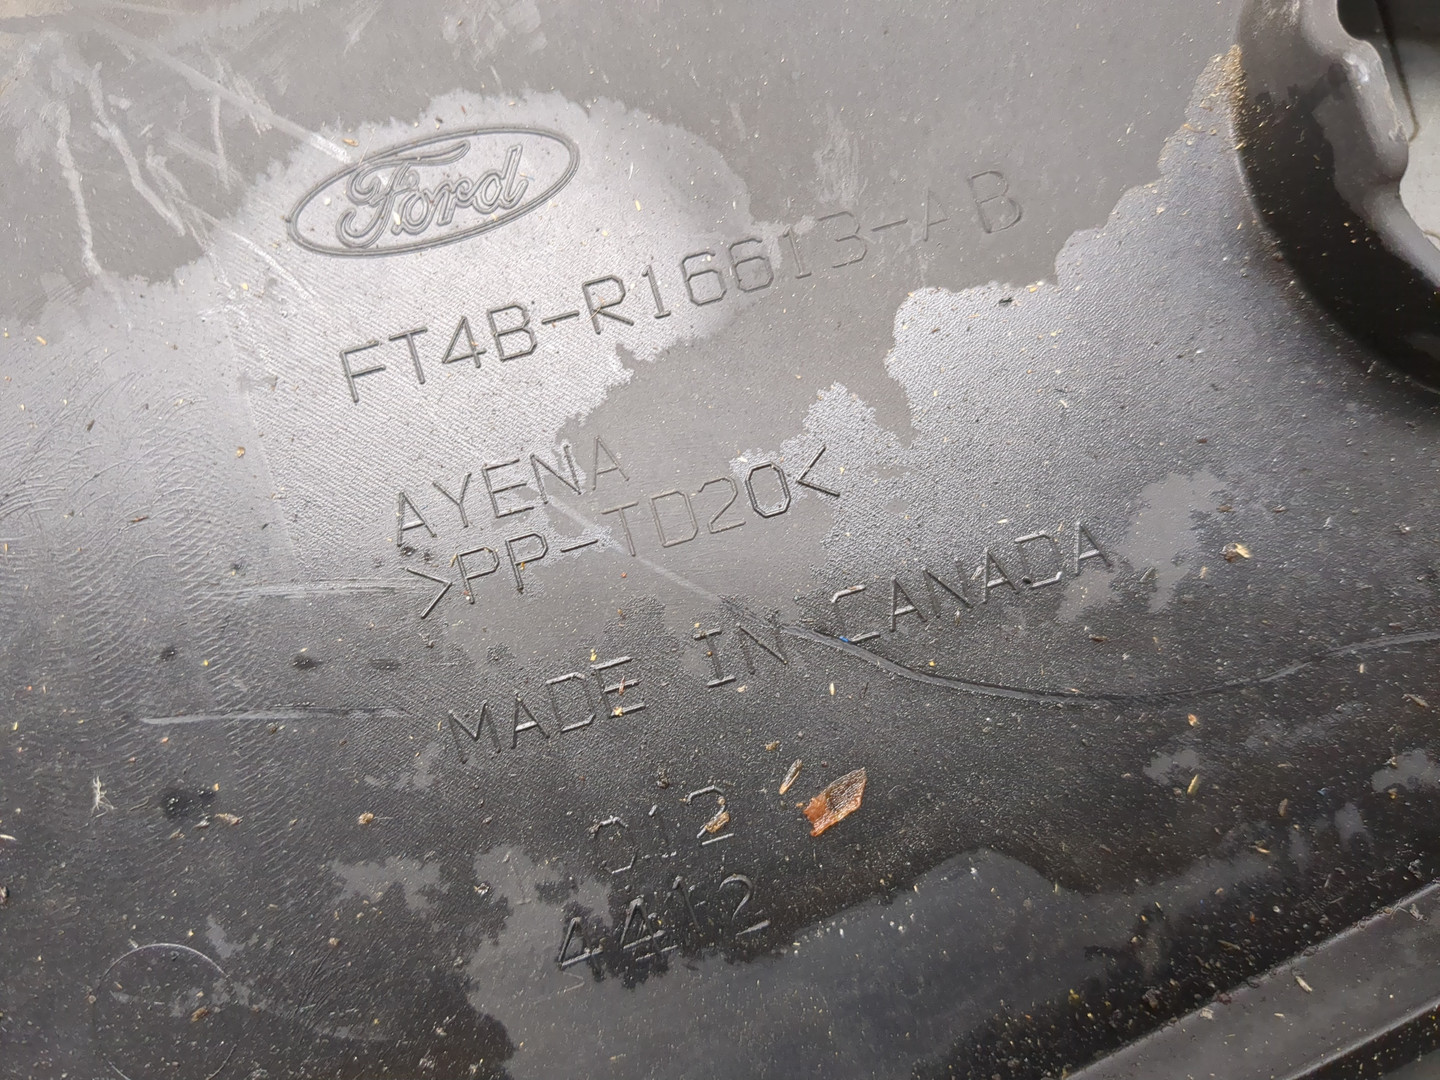 Ford
FT4B-R16613-AB
AYENA
>PP-TD20<
MADE IN CANADA
4412